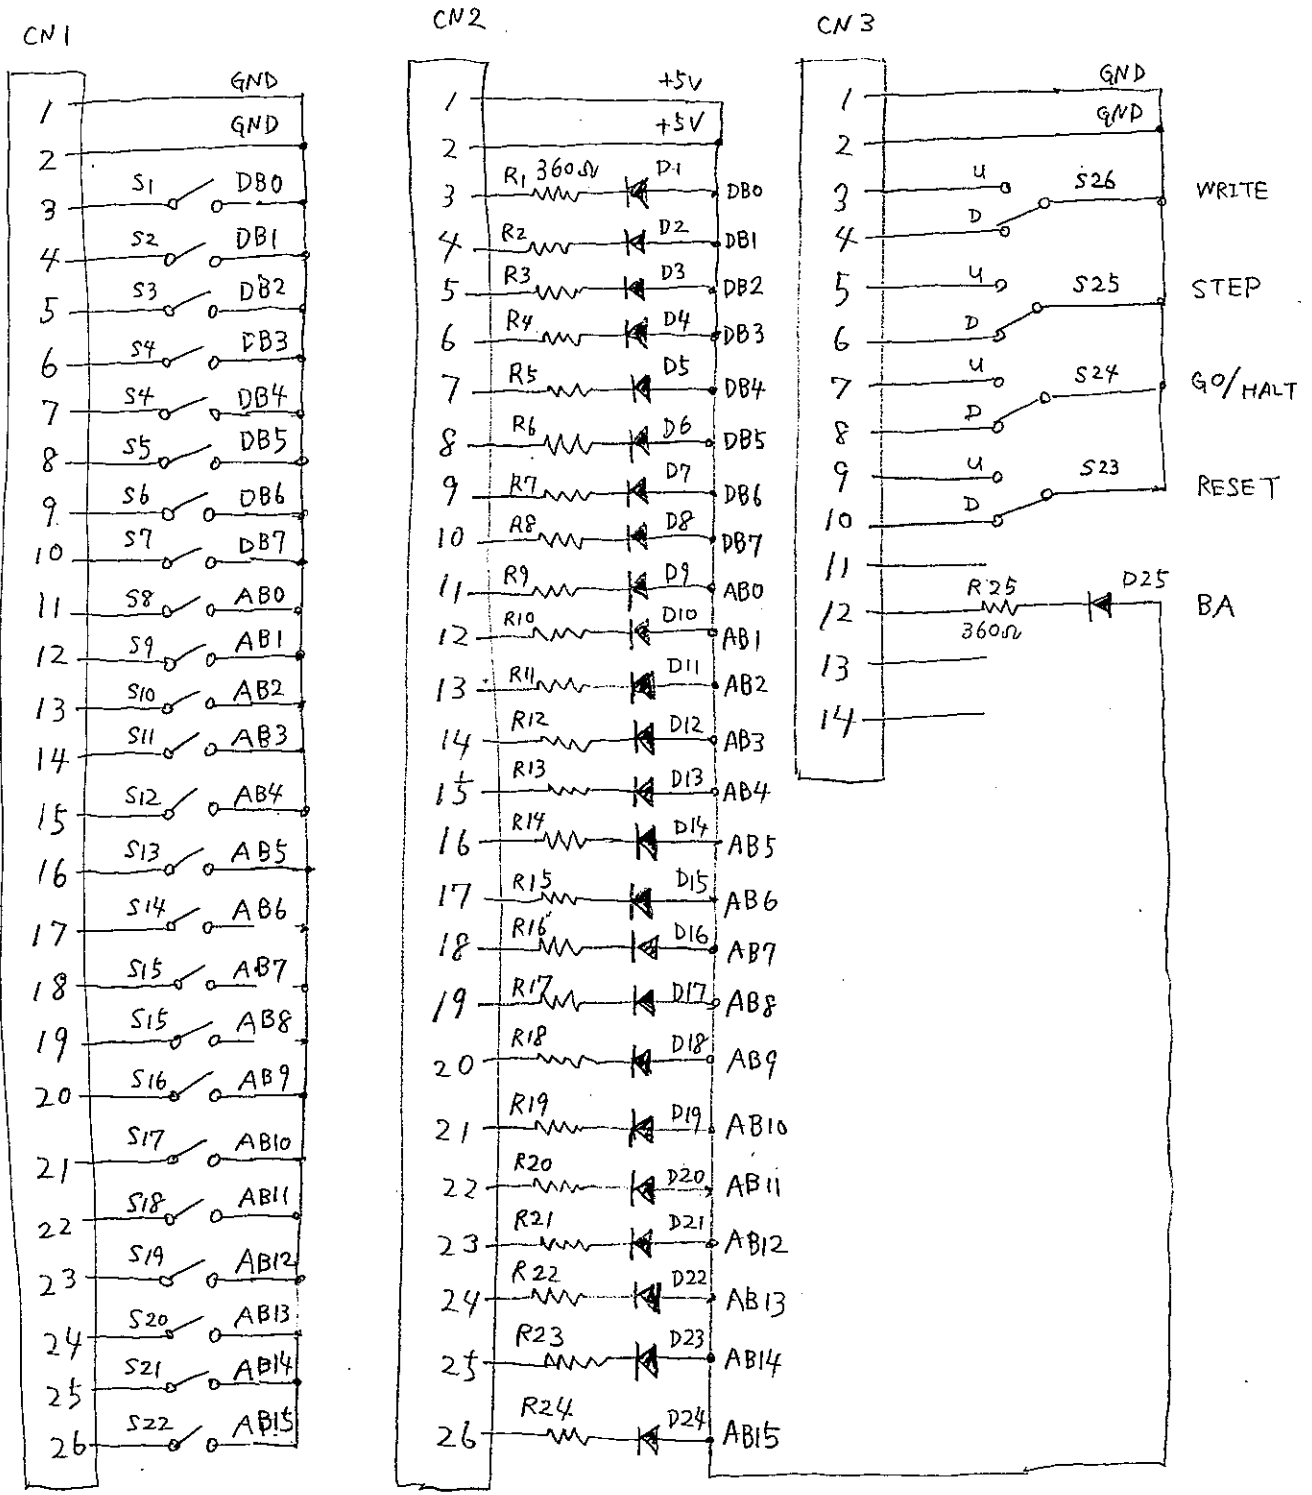 CN1
GND
1
GND
2
S1 DB0
3
S2 DB1
4
S3 DB2
5
S4 DB3
6
S4 DB4
7
S5 DB5
8
S6 DB6
9
S7 DB7
10
S8 AB0
11
S9 AB1
12
S10 AB2
13
S11 AB3
14
S12 AB4
15
S13 AB5
16
S14 AB6
17
S15 AB7
18
S15 AB8
19
S16 AB9
20
S17 AB10
21
S18 AB11
22
S19 AB12
23
S20 AB13
24
S21 AB14
25
S22 AB15
26
CN2
+5V
1
+5V
2
R1 360Ω D1
3 DB0
R2 D2
4 DB1
R3 D3
5 DB2
R4 D4
6 DB3
R5 D5
7 DB4
R6 D6
8 DB5
R7 D7
9 DB6
R8 D8
10 DB7
R9 D9
11 AB0
R10 D10
12 AB1
R11 D11
13 AB2
R12 D12
14 AB3
R13 D13
15 AB4
R14 D14
16 AB5
R15 D15
17 AB6
R16 D16
18 AB7
R17 D17
19 AB8
R18 D18
20 AB9
R19 D19
21 AB10
R20 D20
22 AB11
R21 D21
23 AB12
R22 D22
24 AB13
R23 D23
25 AB14
R24 D24
26 AB15
CN3
GND
1
GND
2
U S26 WRITE
3
D
4
U S25 STEP
5
D
6
U S24 GO/HALT
7
D
8
U S23 RESET
9
D
10
11
R25 D25
12 BA
360Ω
13
14